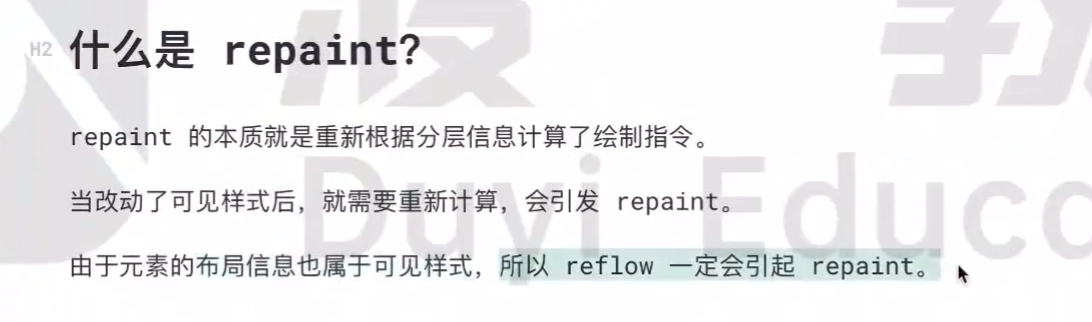 H2 什么是 repaint？
repaint 的本质就是重新根据分层信息计算了绘制指令。
当改动了可见样式后，就需要重新计算，会引发 repaint。
由于元素的布局信息也属于可见样式，所以 reflow 一定会引起 repaint。
Duyi Educa